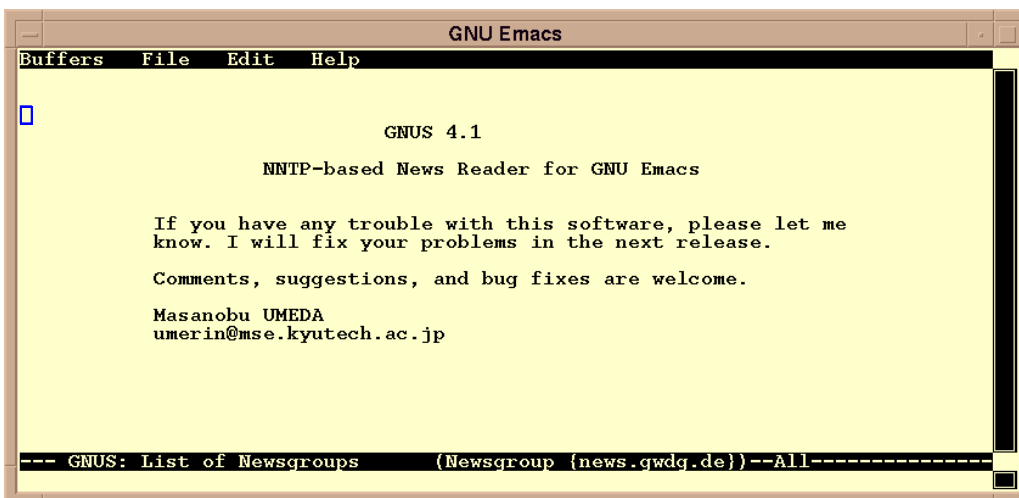 GNU Emacs
Buffers File Edit Help
GNUS 4.1
NNTP-based News Reader for GNU Emacs
If you have any trouble with this software, please let me
know. I will fix your problems in the next release.
Comments, suggestions, and bug fixes are welcome.
Masanobu UMEDA
umerin@mse.kyutech.ac.jp
--- GNUS: List of Newsgroups (Newsgroup {news.gwdg.de})--All---------------